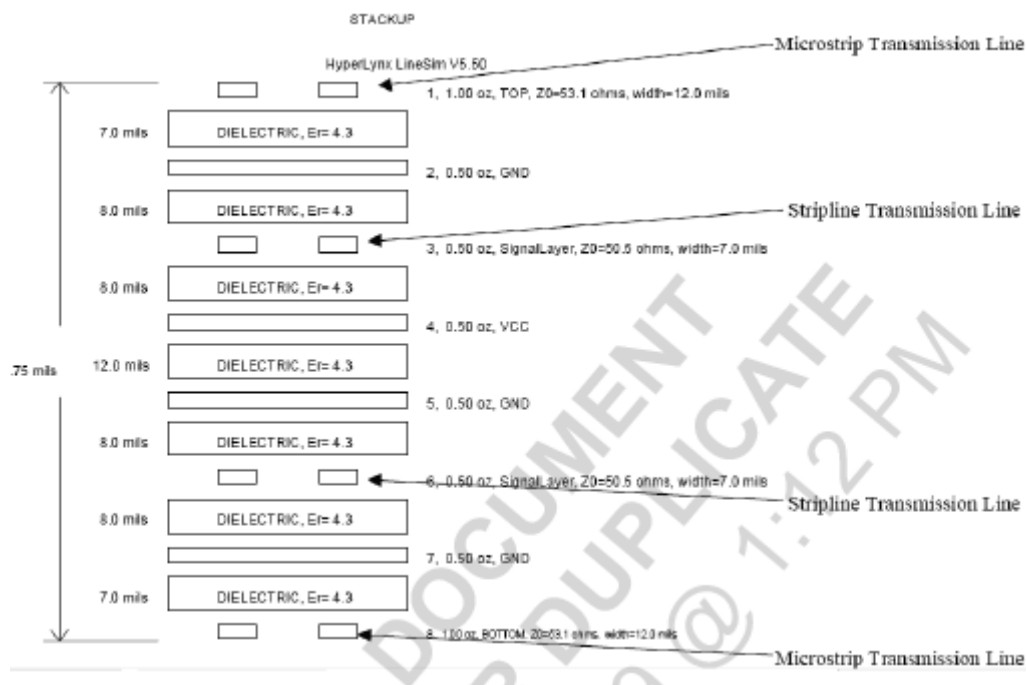 STACKUP
HyperLynx LineSim V5.50
Microstrip Transmission Line
1, 1.00 oz, TOP, Z0=53.1 ohms, width=12.0 mils
7.0 mils DIELECTRIC, Er= 4.3
2, 0.50 oz, GND
8.0 mils DIELECTRIC, Er= 4.3
Stripline Transmission Line
3, 0.50 oz, SignalLayer, Z0=50.5 ohms, width=7.0 mils
8.0 mils DIELECTRIC, Er= 4.3
4, 0.50 oz, VCC
.75 mils 12.0 mils DIELECTRIC, Er= 4.3
5, 0.50 oz, GND
8.0 mils DIELECTRIC, Er= 4.3
6, 0.50 oz, SignalLayer, Z0=50.5 ohms, width=7.0 mils
Stripline Transmission Line
8.0 mils DIELECTRIC, Er= 4.3
7, 0.50 oz, GND
7.0 mils DIELECTRIC, Er= 4.3
8, 1.00 oz, BOTTOM, Z0=53.1 ohms, width=12.0 mils
Microstrip Transmission Line
DOCUMENT
DUPLICATE
@ 1:12 PM